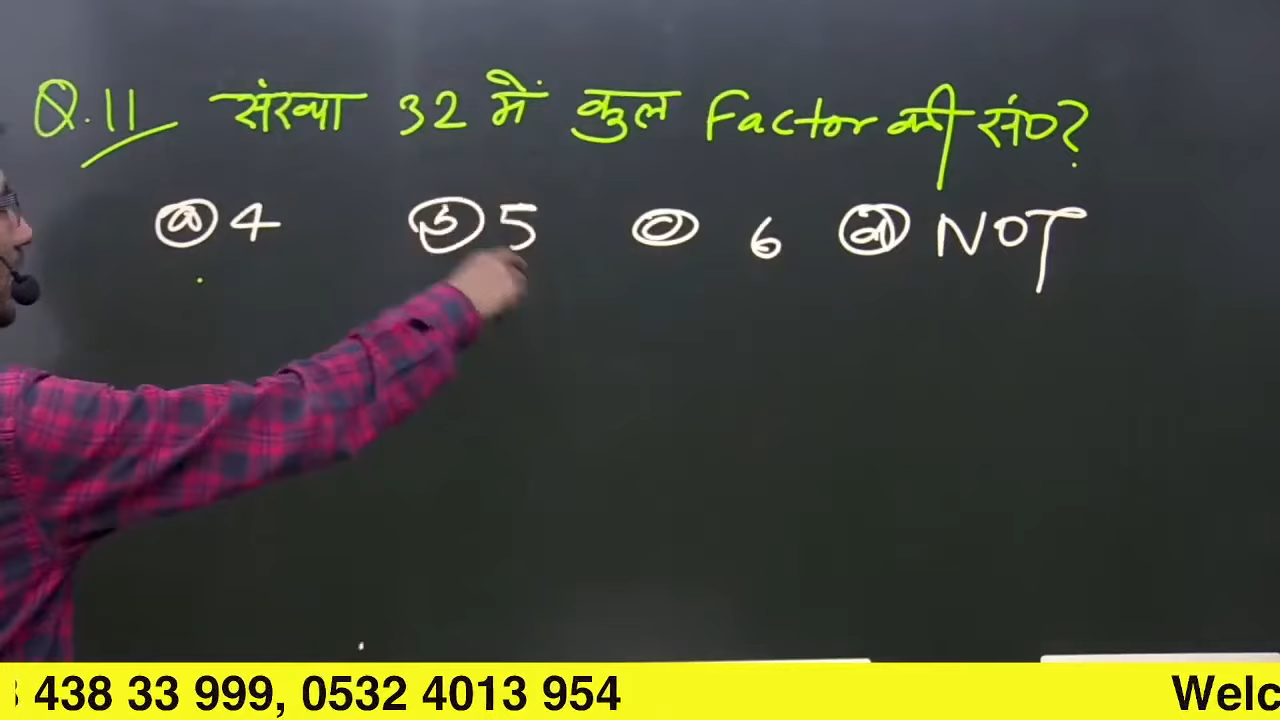 Q.11 संख्या 32 में कुल Factor की सं०?
(a) 4 (b) 5 (c) 6 (d) NOT
438 33 999, 0532 4013 954 Welc